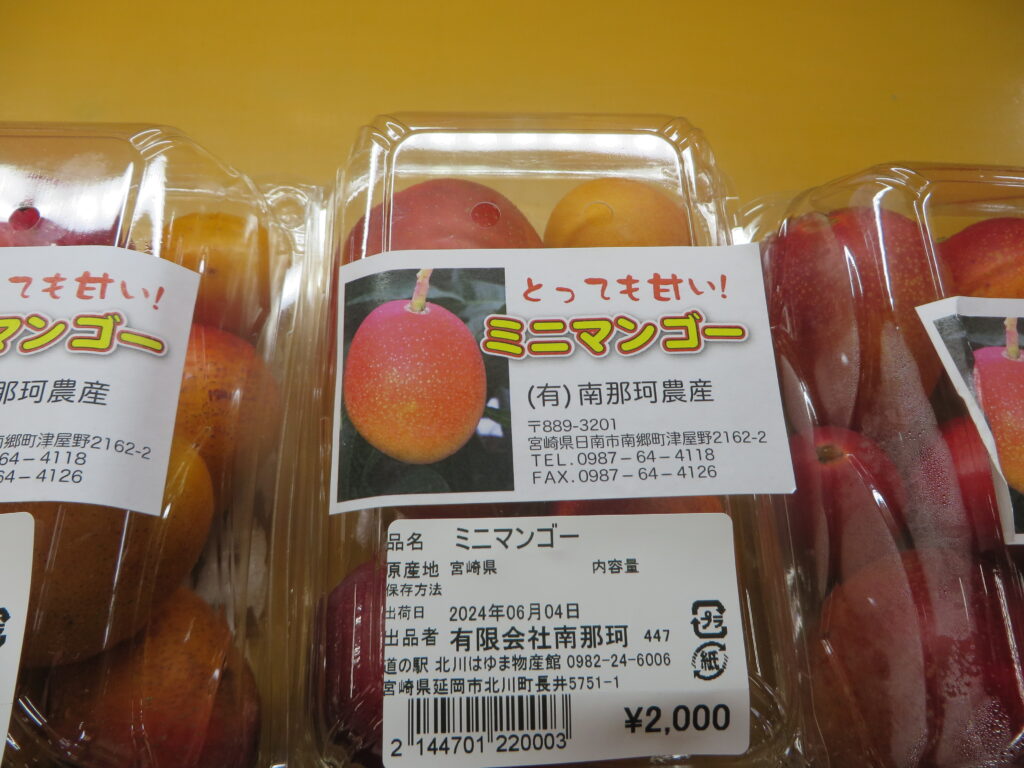 ても甘い!
マンゴー
那珂農産
郷町津屋野2162-2
64-4118
64-4126
とっても甘い!
ミニマンゴー
(有)南那珂農産
〒889-3201
宮崎県日南市南郷町津屋野2162-2
TEL.0987-64-4118
FAX.0987-64-4126
品名 ミニマンゴー
原産地 宮崎県 内容量
保存方法
出荷日 2024年06月04日
出品者 有限会社南那珂 447
道の駅 北川はゆま物産館 0982-24-6006
宮崎県延岡市北川町長井5751-1
プラ
紙
2 144701 220003
¥2,000